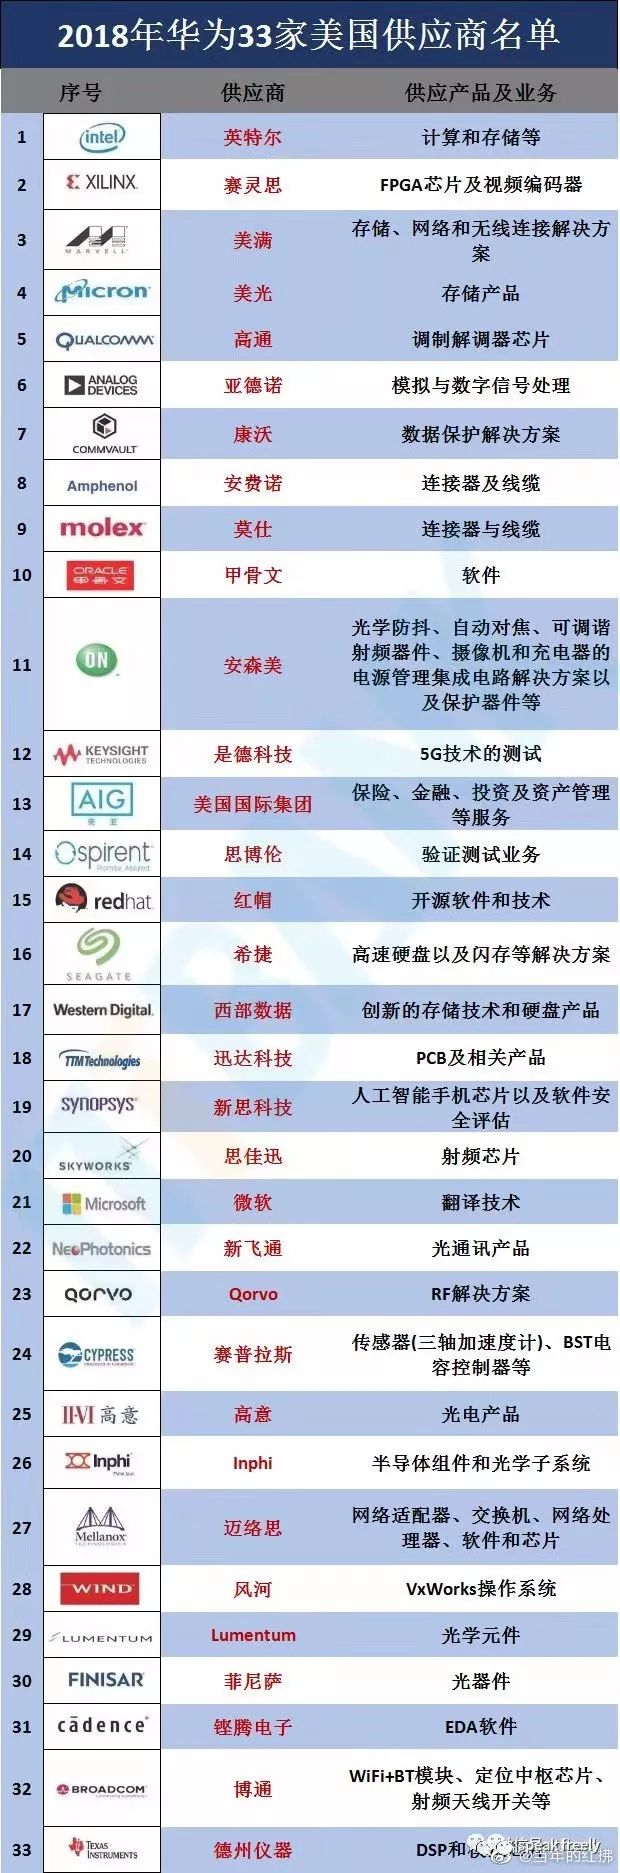 2018年华为33家美国供应商名单
序号 供应商 供应产品及业务
1 intel 英特尔 计算和存储等
2 XILINX 赛灵思 FPGA芯片及视频编码器
3 MARVELL 美满 存储、网络和无线连接解决方
案
4 Micron 美光 存储产品
5 QUALCOMM 高通 调制解调器芯片
6 ANALOG
DEVICES 亚德诺 模拟与数字信号处理
7 COMMVAULT 康沃 数据保护解决方案
8 Amphenol 安费诺 连接器及线缆
9 molex 莫仕 连接器与线缆
10 ORACLE
甲骨文 甲骨文 软件
11 ON 安森美 光学防抖、自动对焦、可调谐
射频器件、摄像机和充电器的
电源管理集成电路解决方案以
及保护器件等
12 KEYSIGHT
TECHNOLOGIES 是德科技 5G技术的测试
13 AIG
美亚 美国国际集团 保险、金融、投资及资产管理
等服务
14 spirent
Promise. Assured. 思博伦 验证测试业务
15 redhat 红帽 开源软件和技术
16 SEAGATE 希捷 高速硬盘以及闪存等解决方案
17 Western Digital 西部数据 创新的存储技术和硬盘产品
18 TTM Technologies 迅达科技 PCB及相关产品
19 SYNOPSYS 新思科技 人工智能手机芯片以及软件安
全评估
20 SKYWORKS 思佳迅 射频芯片
21 Microsoft 微软 翻译技术
22 NeoPhotonics 新飞通 光通讯产品
23 QORVO Qorvo RF解决方案
24 CYPRESS 赛普拉斯 传感器(三轴加速度计)、BST电
容控制器等
25 II-VI 高意 高意 光电产品
26 Inphi Inphi 半导体组件和光学子系统
27 Mellanox
TECHNOLOGIES 迈络思 网络适配器、交换机、网络处
理器、软件和芯片
28 WIND 风河 VxWorks操作系统
29 LUMENTUM Lumentum 光学元件
30 FINISAR 菲尼萨 光器件
31 cādence 铿腾电子 EDA软件
32 BROADCOM 博通 WiFi+BT模块、定位中枢芯片、
射频天线开关等
33 TEXAS
INSTRUMENTS 德州仪器 DSP和
speakfreely
@当年的红拂